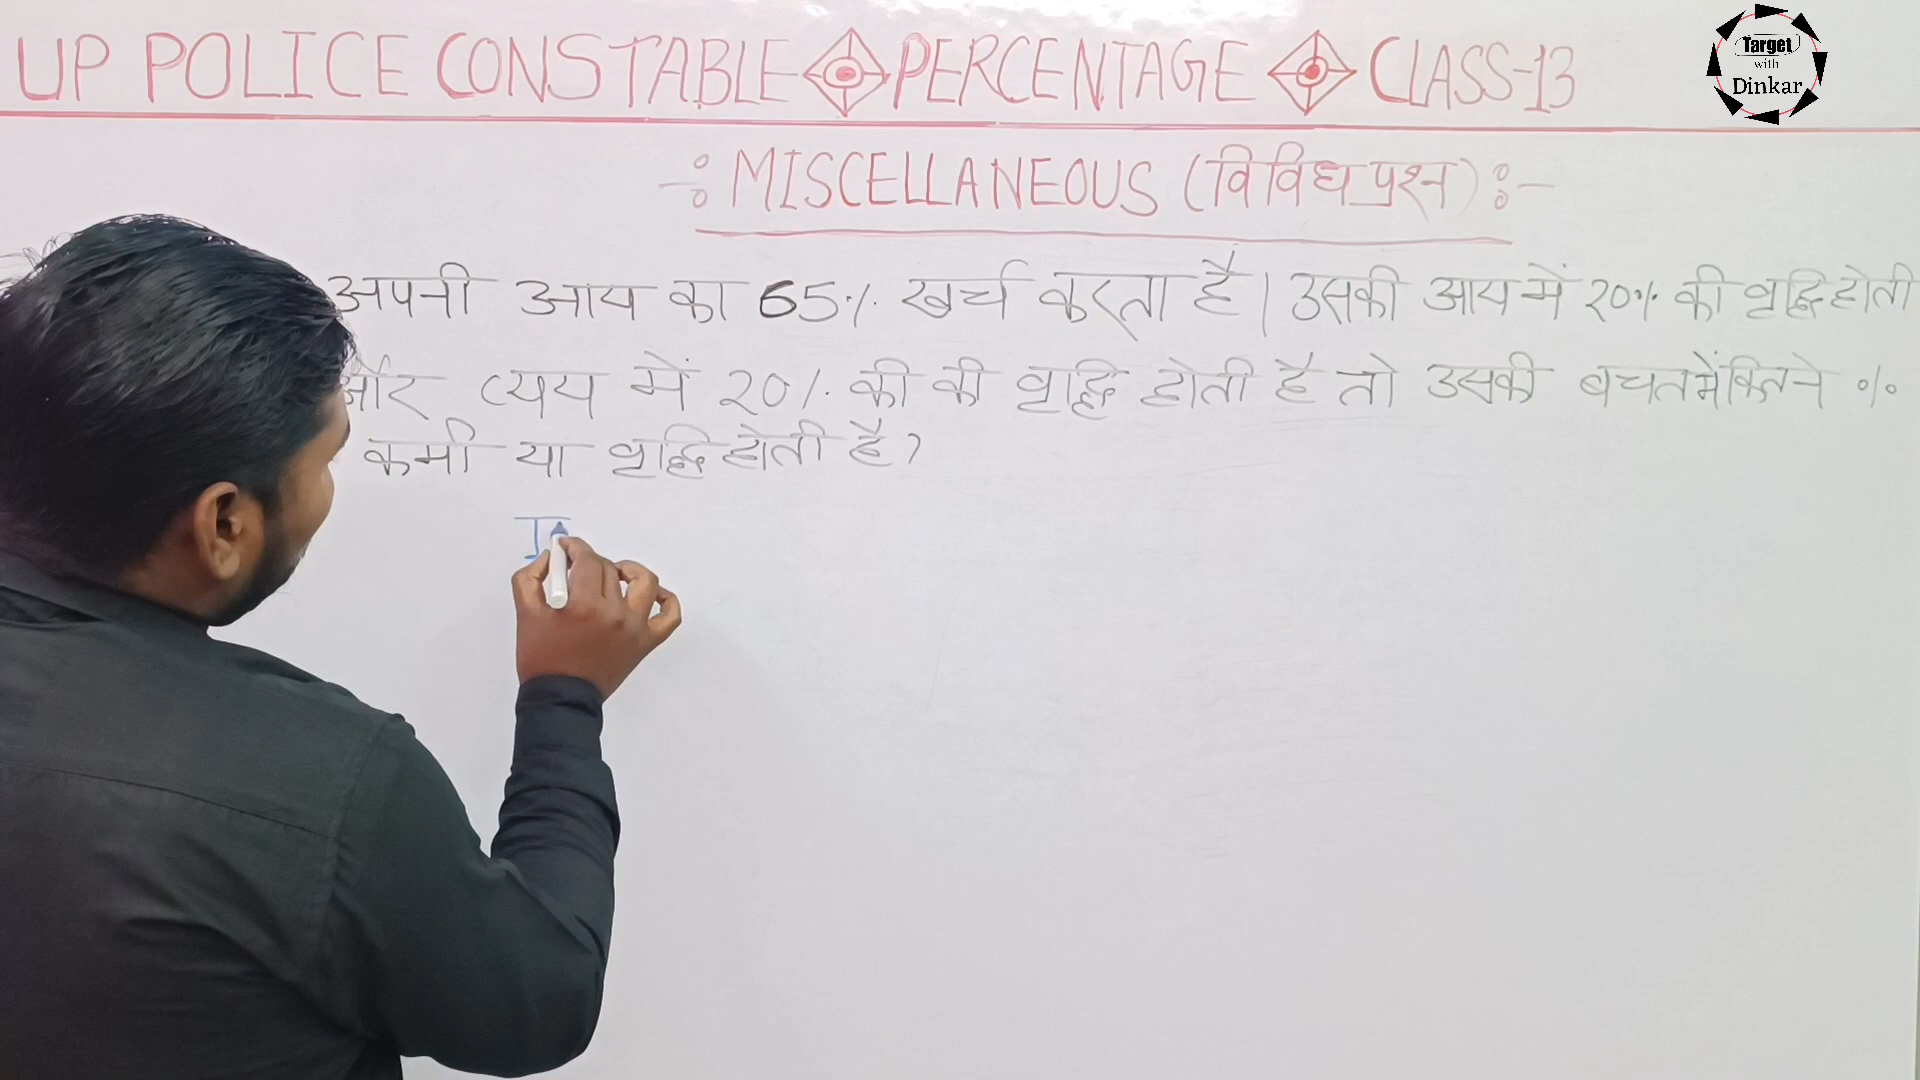 UP POLICE CONSTABLE PERCENTAGE CLASS-13
Target
with
Dinkar
-: MISCELLANEOUS (विविध प्रश्न) :-
अपनी आय का 65% खर्च करता है। उसकी आय में 20% की वृद्धि होती
और व्यय में 20% की की वृद्धि होती है तो उसकी बचत में कितने %
कमी या वृद्धि होती है?